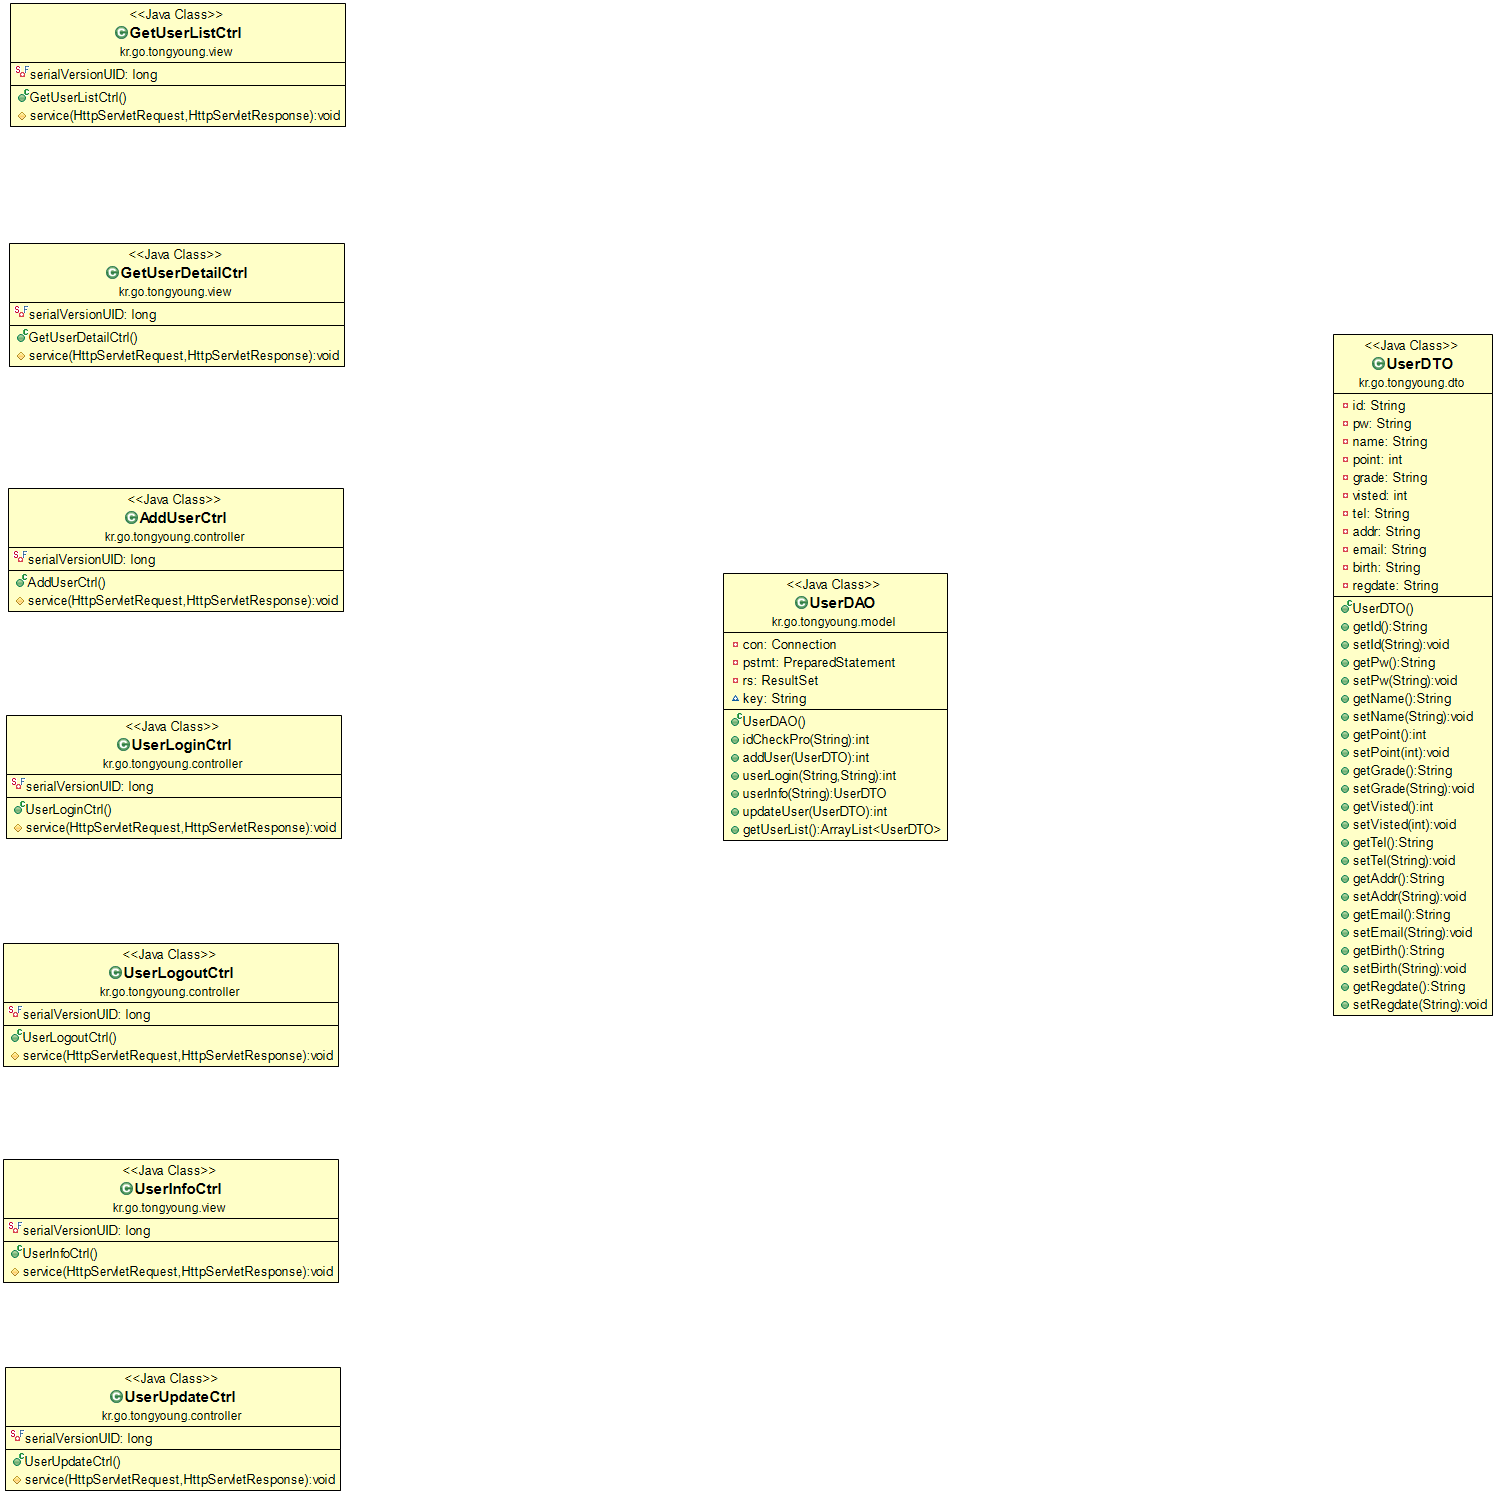 <<Java Class>>
GetUserListCtrl
kr.go.tongyoung.view
serialVersionUID: long
GetUserListCtrl()
service(HttpServletRequest,HttpServletResponse):void
<<Java Class>>
GetUserDetailCtrl
kr.go.tongyoung.view
serialVersionUID: long
GetUserDetailCtrl()
service(HttpServletRequest,HttpServletResponse):void
<<Java Class>>
AddUserCtrl
kr.go.tongyoung.controller
serialVersionUID: long
AddUserCtrl()
service(HttpServletRequest,HttpServletResponse):void
<<Java Class>>
UserLoginCtrl
kr.go.tongyoung.controller
serialVersionUID: long
UserLoginCtrl()
service(HttpServletRequest,HttpServletResponse):void
<<Java Class>>
UserLogoutCtrl
kr.go.tongyoung.controller
serialVersionUID: long
UserLogoutCtrl()
service(HttpServletRequest,HttpServletResponse):void
<<Java Class>>
UserInfoCtrl
kr.go.tongyoung.view
serialVersionUID: long
UserInfoCtrl()
service(HttpServletRequest,HttpServletResponse):void
<<Java Class>>
UserUpdateCtrl
kr.go.tongyoung.controller
serialVersionUID: long
UserUpdateCtrl()
service(HttpServletRequest,HttpServletResponse):void
<<Java Class>>
UserDAO
kr.go.tongyoung.model
con: Connection
pstmt: PreparedStatement
rs: ResultSet
key: String
UserDAO()
idCheckPro(String):int
addUser(UserDTO):int
userLogin(String,String):int
userInfo(String):UserDTO
updateUser(UserDTO):int
getUserList():ArrayList<UserDTO>
<<Java Class>>
UserDTO
kr.go.tongyoung.dto
id: String
pw: String
name: String
point: int
grade: String
visted: int
tel: String
addr: String
email: String
birth: String
regdate: String
UserDTO()
getId():String
setId(String):void
getPw():String
setPw(String):void
getName():String
setName(String):void
getPoint():int
setPoint(int):void
getGrade():String
setGrade(String):void
getVisted():int
setVisted(int):void
getTel():String
setTel(String):void
getAddr():String
setAddr(String):void
getEmail():String
setEmail(String):void
getBirth():String
setBirth(String):void
getRegdate():String
setRegdate(String):void